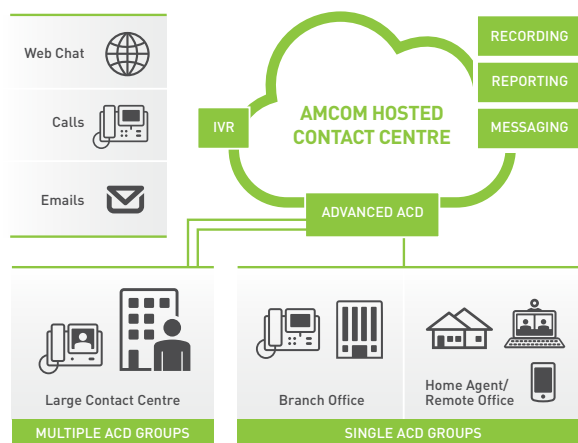 Web Chat
Calls
Emails
IVR
AMCOM HOSTED
CONTACT CENTRE
RECORDING
REPORTING
MESSAGING
ADVANCED ACD
Large Contact Centre
MULTIPLE ACD GROUPS
Branch Office
Home Agent/
Remote Office
SINGLE ACD GROUPS